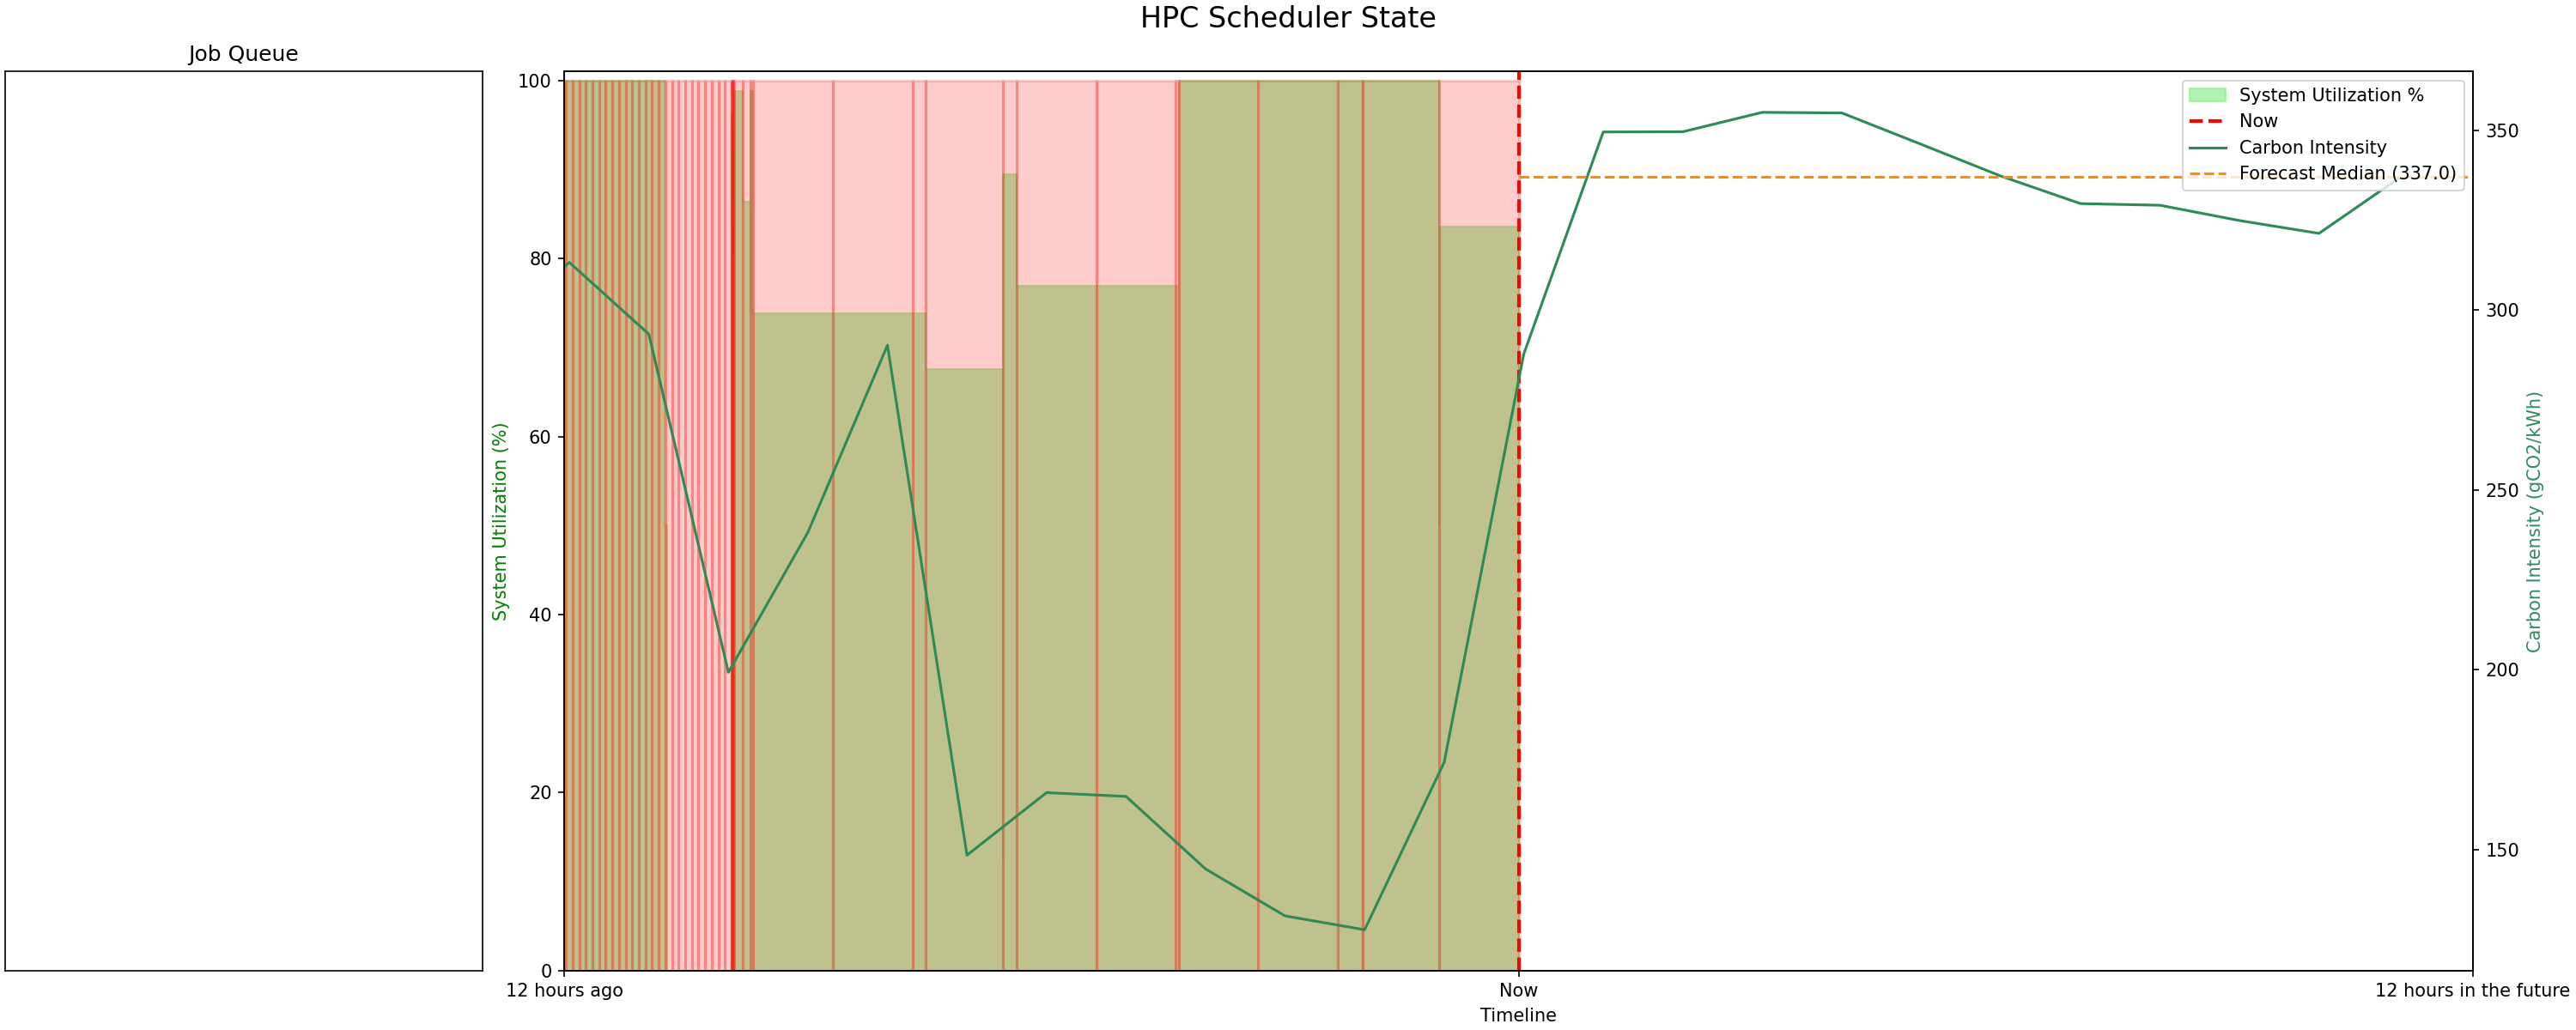 HPC Scheduler State
Job Queue
System Utilization (%)
100
80
60
40
20
0
12 hours ago
Now
12 hours in the future
Timeline
System Utilization %
Now
Carbon Intensity
Forecast Median (337.0)
350
300
250
200
150
Carbon Intensity (gCO2/kWh)